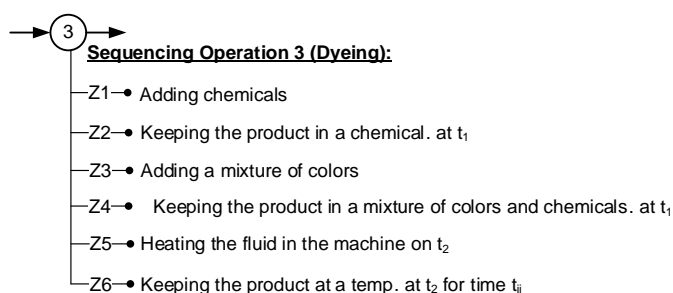 3
Sequencing Operation 3 (Dyeing):
Z1 Adding chemicals
Z2 Keeping the product in a chemical. at t₁
Z3 Adding a mixture of colors
Z4 Keeping the product in a mixture of colors and chemicals. at t₁
Z5 Heating the fluid in the machine on t₂
Z6 Keeping the product at a temp. at t₂ for time tᵢⱼ